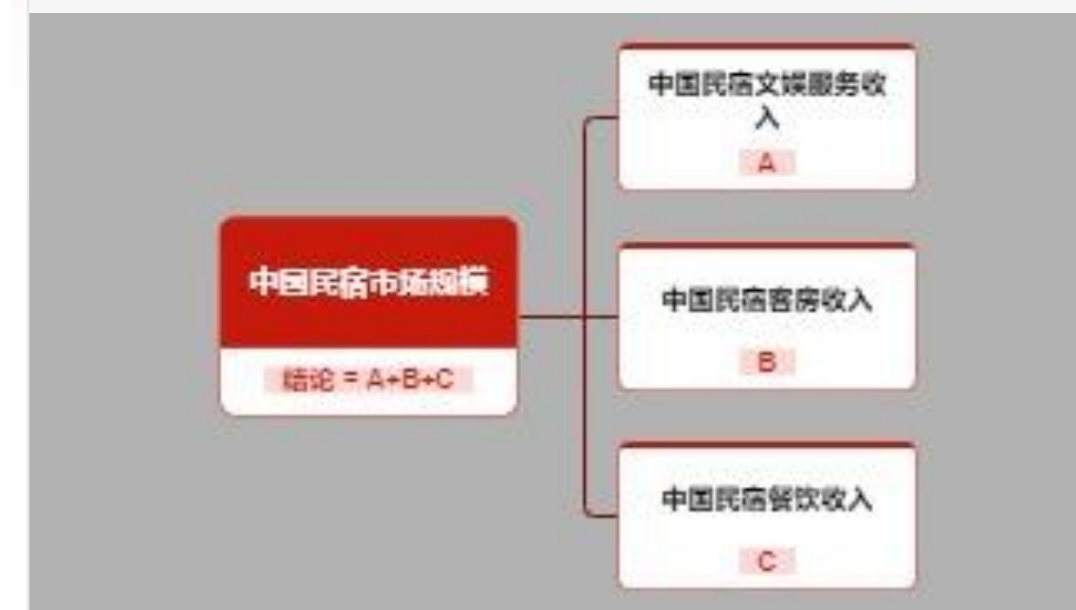 中国民宿文娱服务收
入
A
中国民宿市场规模
结论 = A+B+C
中国民宿客房收入
B
中国民宿餐饮收入
C